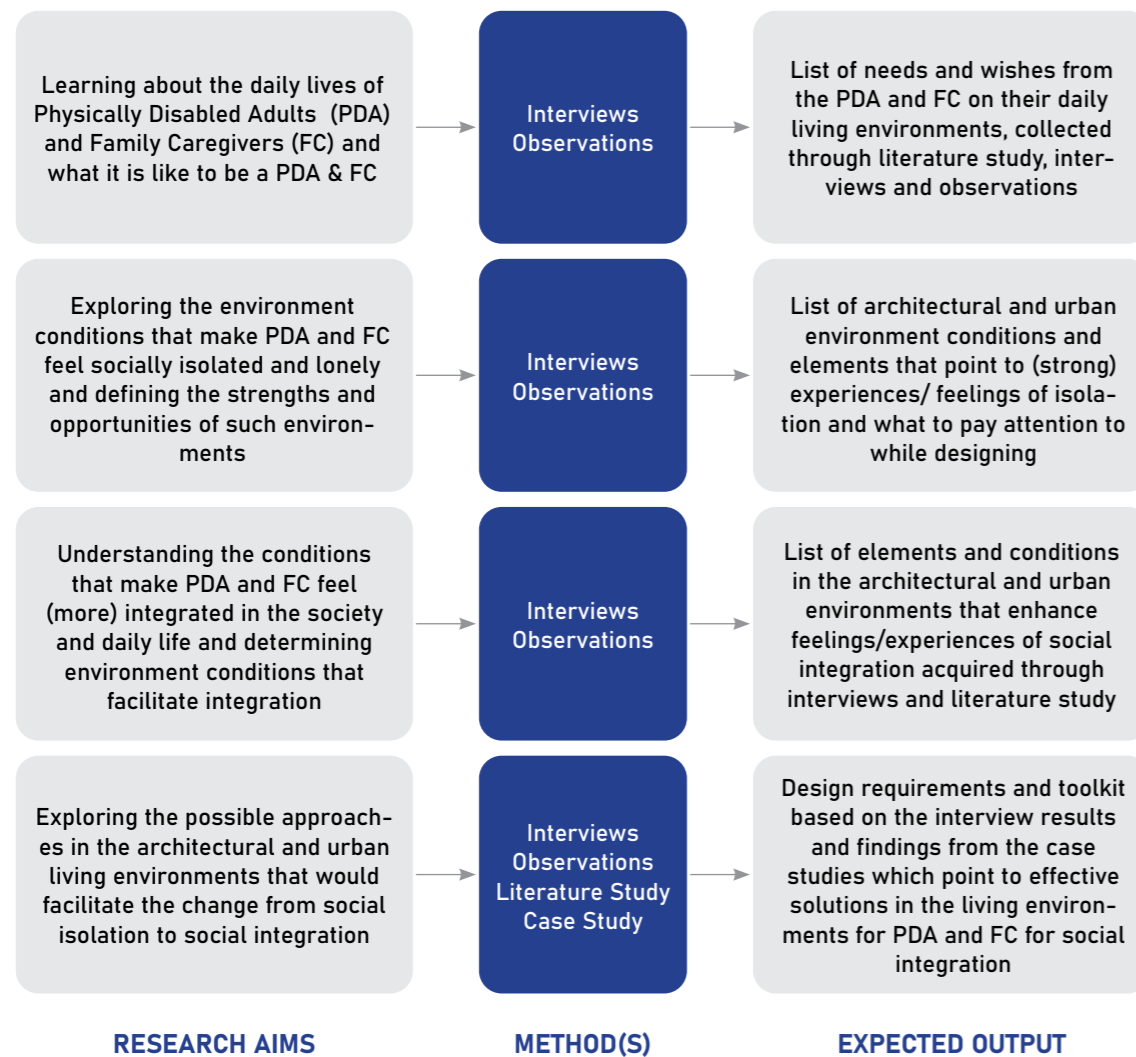 Learning about the daily lives of
Physically Disabled Adults (PDA)
and Family Caregivers (FC) and
what it is like to be a PDA & FC
Interviews
Observations
List of needs and wishes from
the PDA and FC on their daily
living environments, collected
through literature study, inter-
views and observations
Exploring the environment
conditions that make PDA and FC
feel socially isolated and lonely
and defining the strengths and
opportunities of such environ-
ments
Interviews
Observations
List of architectural and urban
environment conditions and
elements that point to (strong)
experiences/ feelings of isola-
tion and what to pay attention to
while designing
Understanding the conditions
that make PDA and FC feel
(more) integrated in the society
and daily life and determining
environment conditions that
facilitate integration
Interviews
Observations
List of elements and conditions
in the architectural and urban
environments that enhance
feelings/experiences of social
integration acquired through
interviews and literature study
Exploring the possible approach-
es in the architectural and urban
living environments that would
facilitate the change from social
isolation to social integration
Interviews
Observations
Literature Study
Case Study
Design requirements and toolkit
based on the interview results
and findings from the case
studies which point to effective
solutions in the living environ-
ments for PDA and FC for social
integration
RESEARCH AIMS
METHOD(S)
EXPECTED OUTPUT